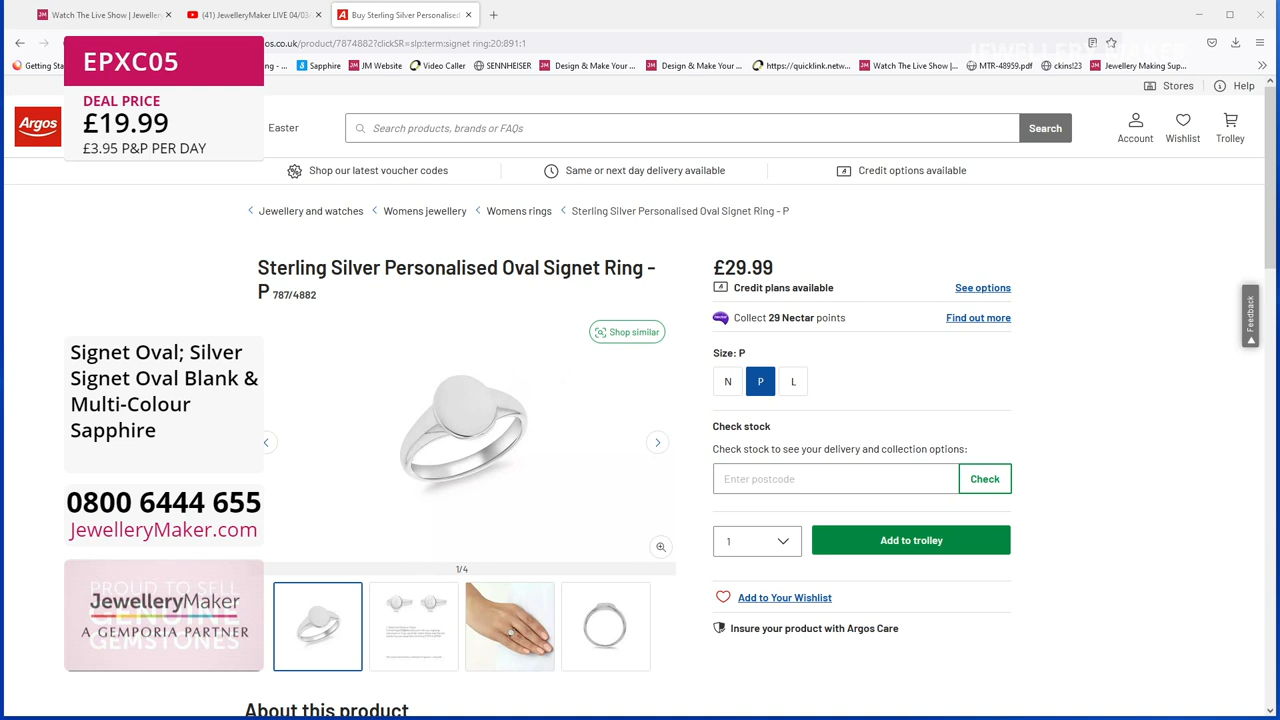 Watch The Live Show | Jeweller
(41) JewelleryMaker LIVE 04/03
Buy Sterling Silver Personalised
os.co.uk/product/7874882?clickSR=slp:term:signet ring:20:891:1
JEWELLERY MAKER
Getting Sta
Sapphire
JM Website
Video Caller
SENNHEISER
Design & Make Your ...
Design & Make Your ...
https://quicklink.netw...
Watch The Live Show |...
MTR-48959.pdf
ckins!23
Jewellery Making Sup...
EPXC05
DEAL PRICE
£19.99
£3.95 P&P PER DAY
Stores
Help
Argos
Easter
Search products, brands or FAQs
Search
Account
Wishlist
Trolley
Shop our latest voucher codes
Same or next day delivery available
Credit options available
Jewellery and watches
Womens jewellery
Womens rings
Sterling Silver Personalised Oval Signet Ring - P
Sterling Silver Personalised Oval Signet Ring -
P 787/4882
Shop similar
£29.99
Credit plans available
See options
nectar
Collect 29 Nectar points
Find out more
Feedback
Size: P
N
P
L
Check stock
Check stock to see your delivery and collection options:
Enter postcode
Check
1
Add to trolley
Add to Your Wishlist
Insure your product with Argos Care
Signet Oval; Silver
Signet Oval Blank &
Multi-Colour
Sapphire
0800 6444 655
JewelleryMaker.com
PROUD TO SELL
GENUINE
GEMSTONES
JewelleryMaker
A GEMPORIA PARTNER
1/4
About this product